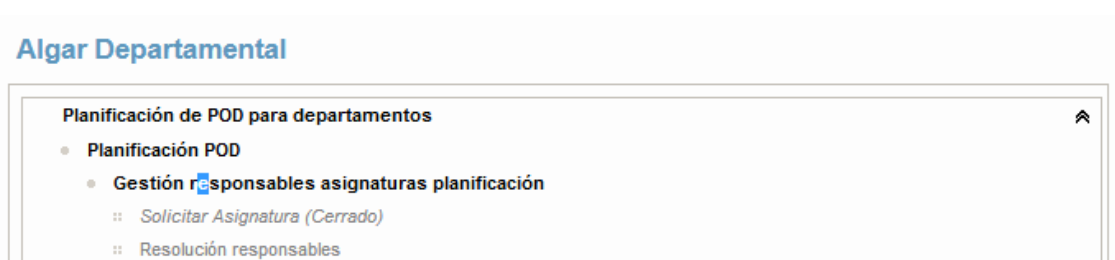 Algar Departamental
Planificación de POD para departamentos
Planificación POD
Gestión responsables asignaturas planificación
Solicitar Asignatura (Cerrado)
Resolución responsables